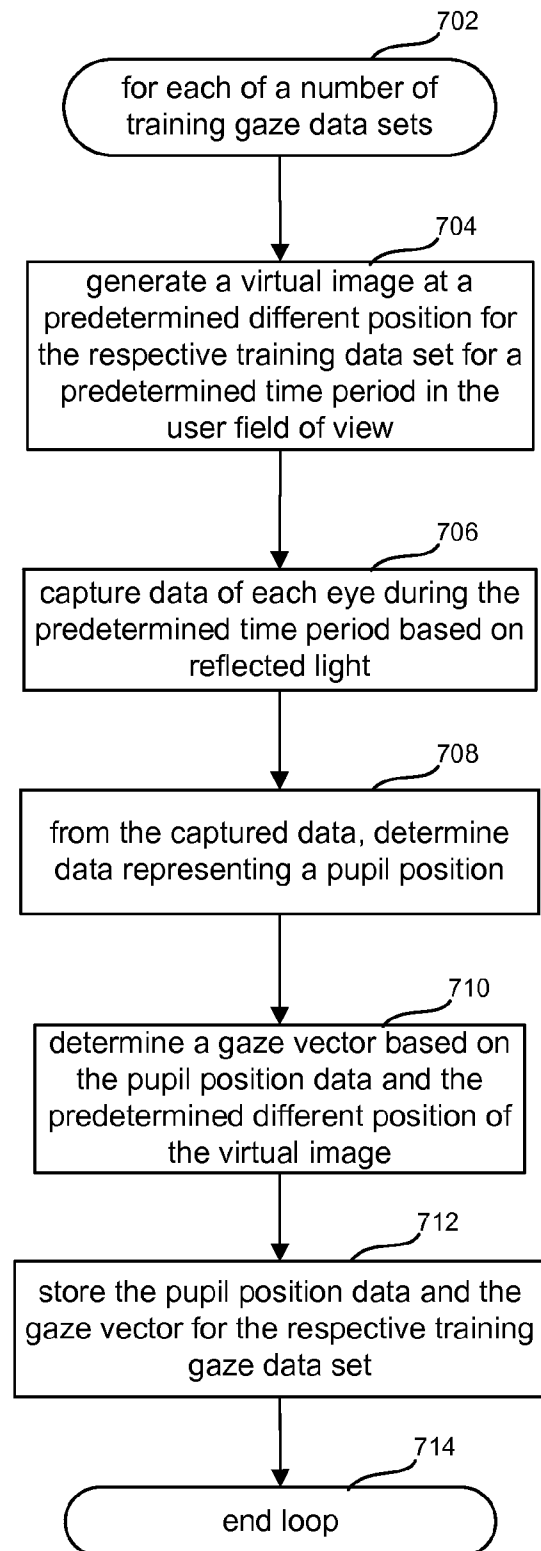 702
for each of a number of
training gaze data sets
704
generate a virtual image at a
predetermined different position for
the respective training data set for a
predetermined time period in the
user field of view
706
capture data of each eye during the
predetermined time period based on
reflected light
708
from the captured data, determine
data representing a pupil position
710
determine a gaze vector based on
the pupil position data and the
predetermined different position of
the virtual image
712
store the pupil position data and the
gaze vector for the respective training
gaze data set
714
end loop